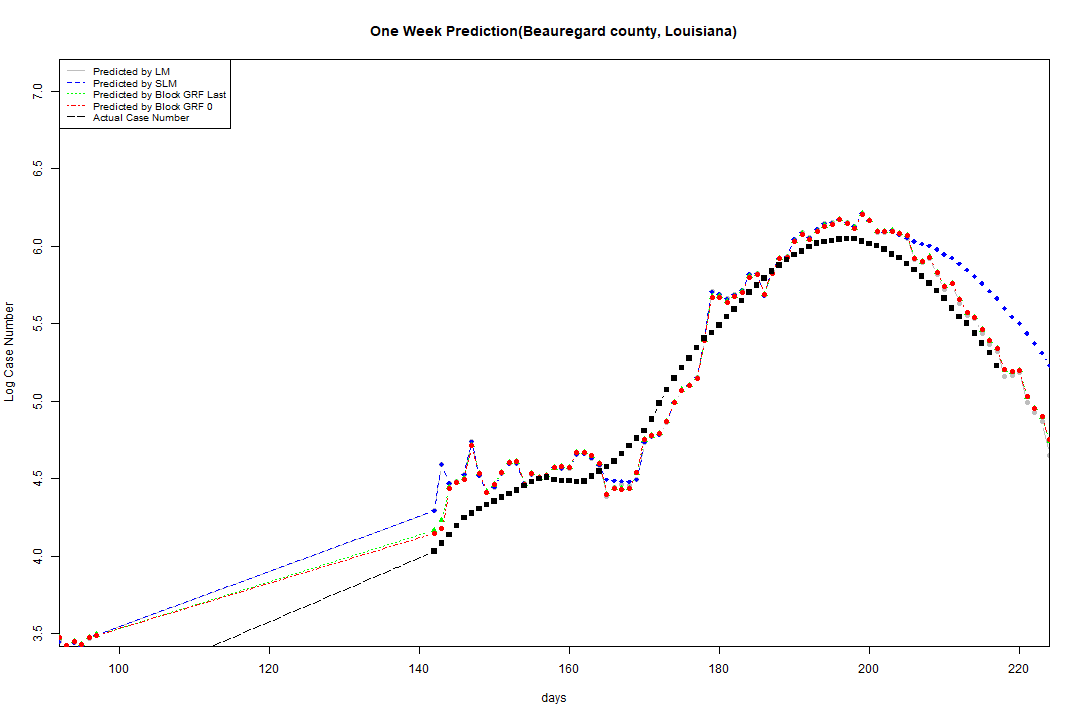 One Week Prediction(Beauregard county, Louisiana)
Predicted by LM
Predicted by SLM
Predicted by Block GRF Last
Predicted by Block GRF 0
Actual Case Number
7.0
6.5
6.0
5.5
5.0
4.5
4.0
3.5
Log Case Number
100 120 140 160 180 200 220
days